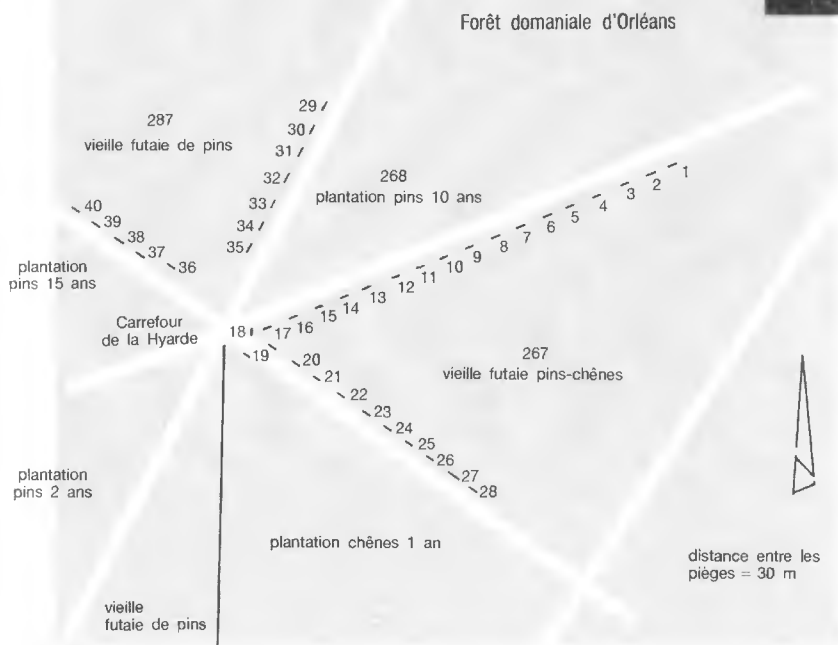 Forêt domaniale d'Orléans
287
vieille futaie de pins
29
30
31
32
33
34
35
268
plantation pins 10 ans
1
2
3
4
5
6
7
8
9
10
11
12
13
14
15
16
17
18
40
39
38
37
36
plantation
pins 15 ans
Carrefour
de la Hyarde
19
20
21
22
23
24
25
26
27
28
267
vieille futaie pins-chênes
plantation
pins 2 ans
plantation chênes 1 an
distance entre les
pièges = 30 m
vieille
futaie de pins